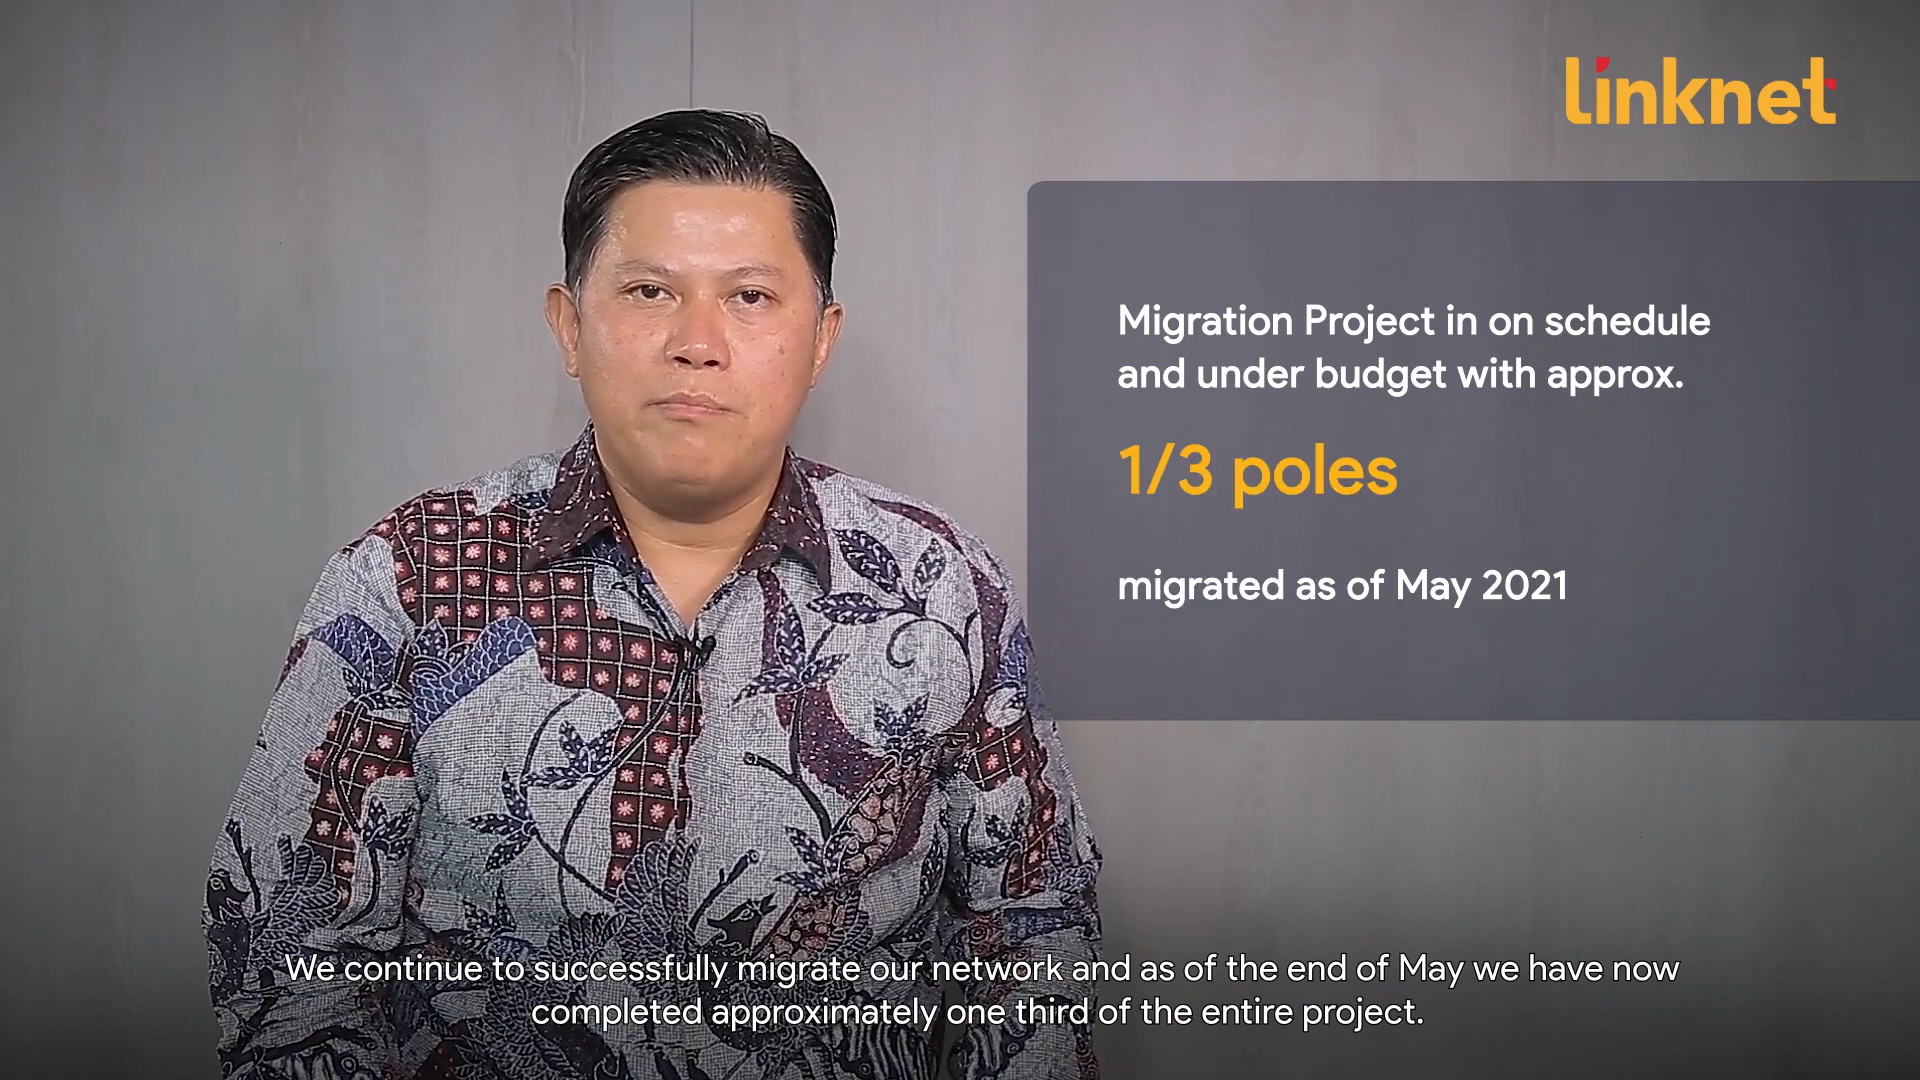 linknet
Migration Project in on schedule
and under budget with approx.
1/3 poles
migrated as of May 2021
We continue to successfully migrate our network and as of the end of May we have now
completed approximately one third of the entire project.